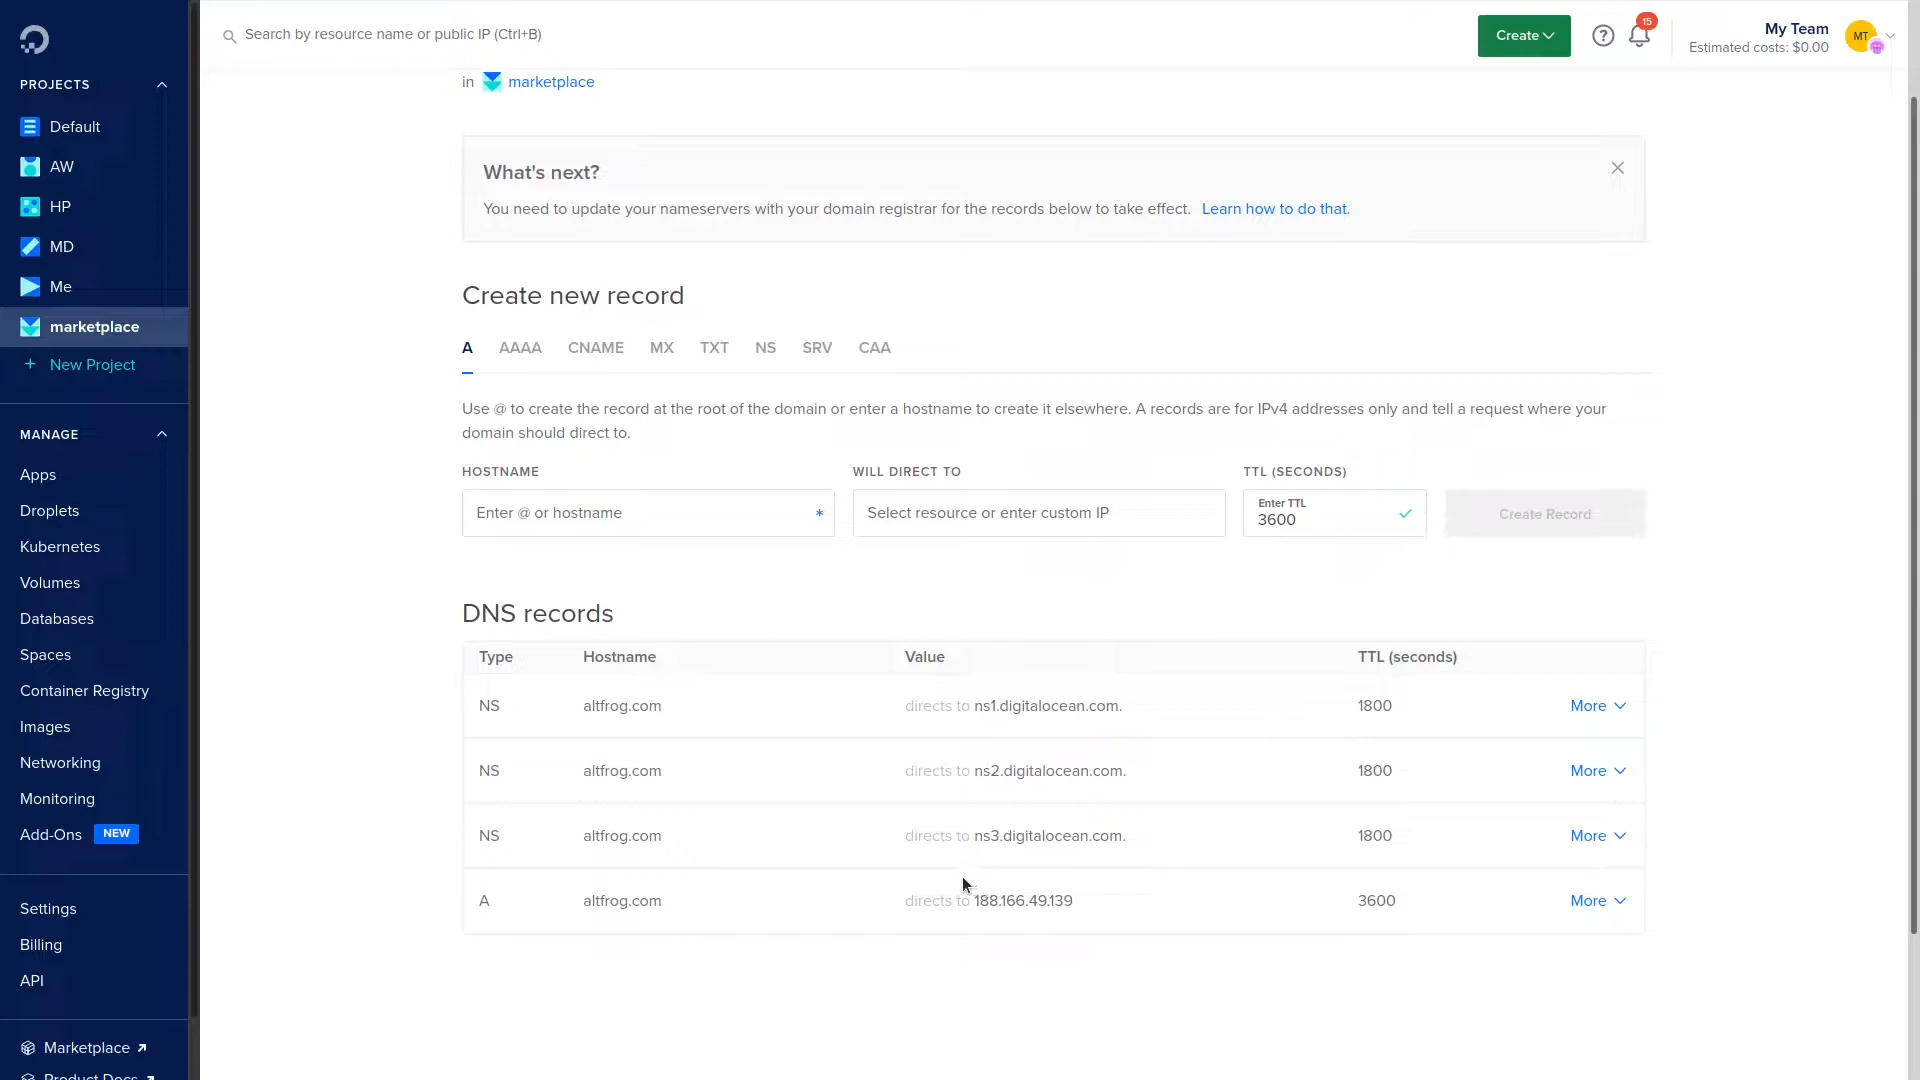 Search by resource name or public IP (Ctrl+B)
Create
15
My Team
Estimated costs: $0.00
MT
PROJECTS
Default
AW
HP
MD
Me
marketplace
+ New Project
MANAGE
Apps
Droplets
Kubernetes
Volumes
Databases
Spaces
Container Registry
Images
Networking
Monitoring
Add-Ons NEW
Settings
Billing
API
Marketplace
Product Docs
in marketplace
What's next?
You need to update your nameservers with your domain registrar for the records below to take effect. Learn how to do that.
Create new record
A AAAA CNAME MX TXT NS SRV CAA
Use @ to create the record at the root of the domain or enter a hostname to create it elsewhere. A records are for IPv4 addresses only and tell a request where your
domain should direct to.
HOSTNAME WILL DIRECT TO TTL (SECONDS)
Enter @ or hostname *
Select resource or enter custom IP
Enter TTL
3600
Create Record
DNS records
Type Hostname Value TTL (seconds)
NS altfrog.com directs to ns1.digitalocean.com. 1800 More
NS altfrog.com directs to ns2.digitalocean.com. 1800 More
NS altfrog.com directs to ns3.digitalocean.com. 1800 More
A altfrog.com directs to 188.166.49.139 3600 More